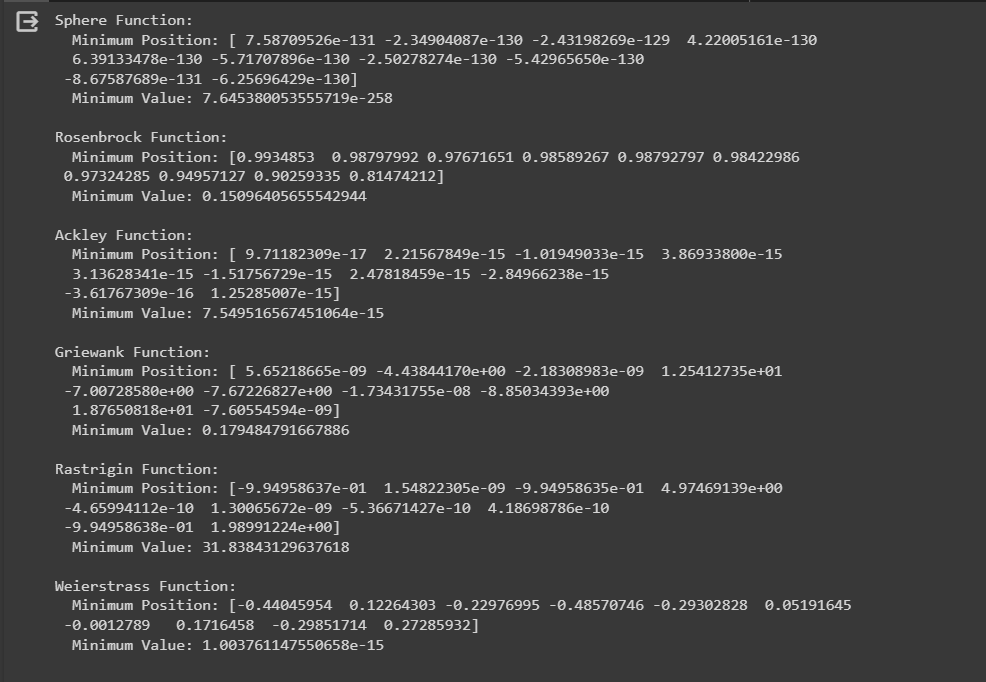 Sphere Function:
Minimum Position: [ 7.58709526e-131 -2.34904087e-130 -2.43198269e-129  4.22005161e-130
6.39133478e-130 -5.71707896e-130 -2.50278274e-130 -5.42965650e-130
-8.67587689e-131 -6.25696429e-130]
Minimum Value: 7.645380053555719e-258
Rosenbrock Function:
Minimum Position: [0.9934853  0.98797992 0.97671651 0.98589267 0.98792797 0.98422986
0.97324285 0.94957127 0.90259335 0.81474212]
Minimum Value: 0.15096405655542944
Ackley Function:
Minimum Position: [ 9.71182309e-17  2.21567849e-15 -1.01949033e-15  3.86933800e-15
3.13628341e-15 -1.51756729e-15  2.47818459e-15 -2.84966238e-15
-3.61767309e-16  1.25285007e-15]
Minimum Value: 7.549516567451064e-15
Griewank Function:
Minimum Position: [ 5.65218665e-09 -4.43844170e+00 -2.18308983e-09  1.25412735e+01
-7.00728580e+00 -7.67226827e+00 -1.73431755e-08 -8.85034393e+00
1.87650818e+01 -7.60554594e-09]
Minimum Value: 0.179484791667886
Rastrigin Function:
Minimum Position: [-9.94958637e-01  1.54822305e-09 -9.94958635e-01  4.97469139e+00
-4.65994112e-10  1.30065672e-09 -5.36671427e-10  4.18698786e-10
-9.94958638e-01  1.98991224e+00]
Minimum Value: 31.83843129637618
Weierstrass Function:
Minimum Position: [-0.44045954  0.12264303 -0.22976995 -0.48570746 -0.29302828  0.05191645
-0.0012789   0.1716458  -0.29851714  0.27285932]
Minimum Value: 1.003761147550658e-15